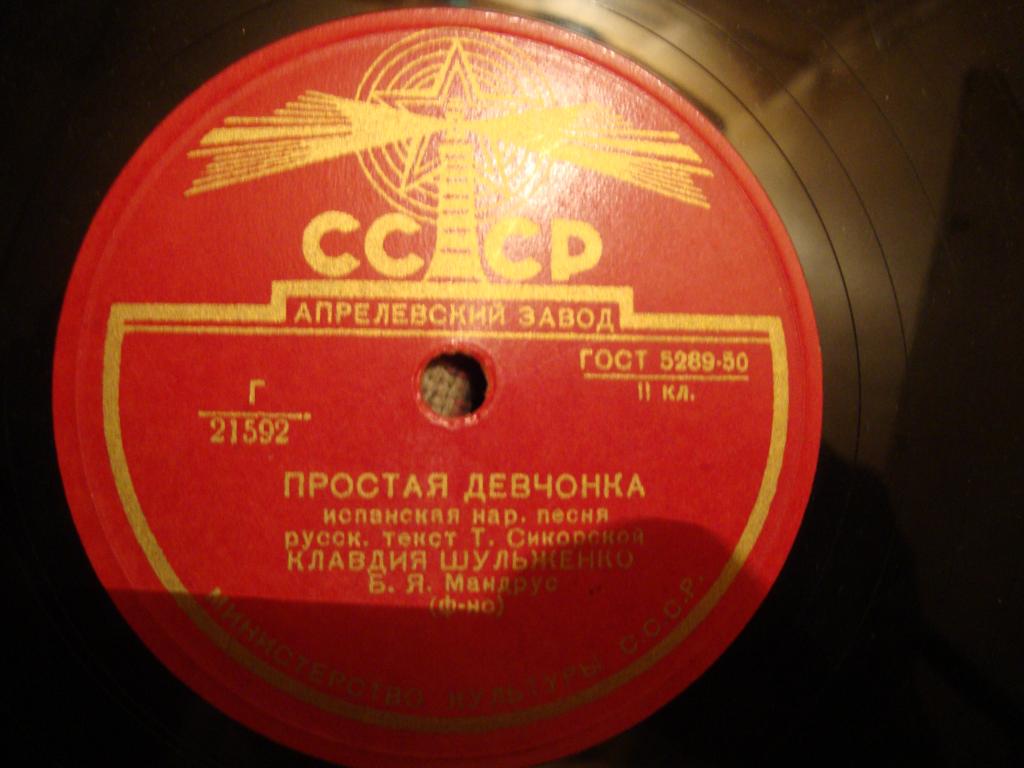 СССР
АПРЕЛЕВСКИЙ ЗАВОД
ГОСТ 5289-50
II кл.
Г
21592
ПРОСТАЯ ДЕВЧОНКА
испанская нар. песня
русск. текст Т. Сикорской
КЛАВДИЯ ШУЛЬЖЕНКО
Б. Я. Мандрус
(ф-но)
МИНИСТЕРСТВО КУЛЬТУРЫ С.С.С.Р.